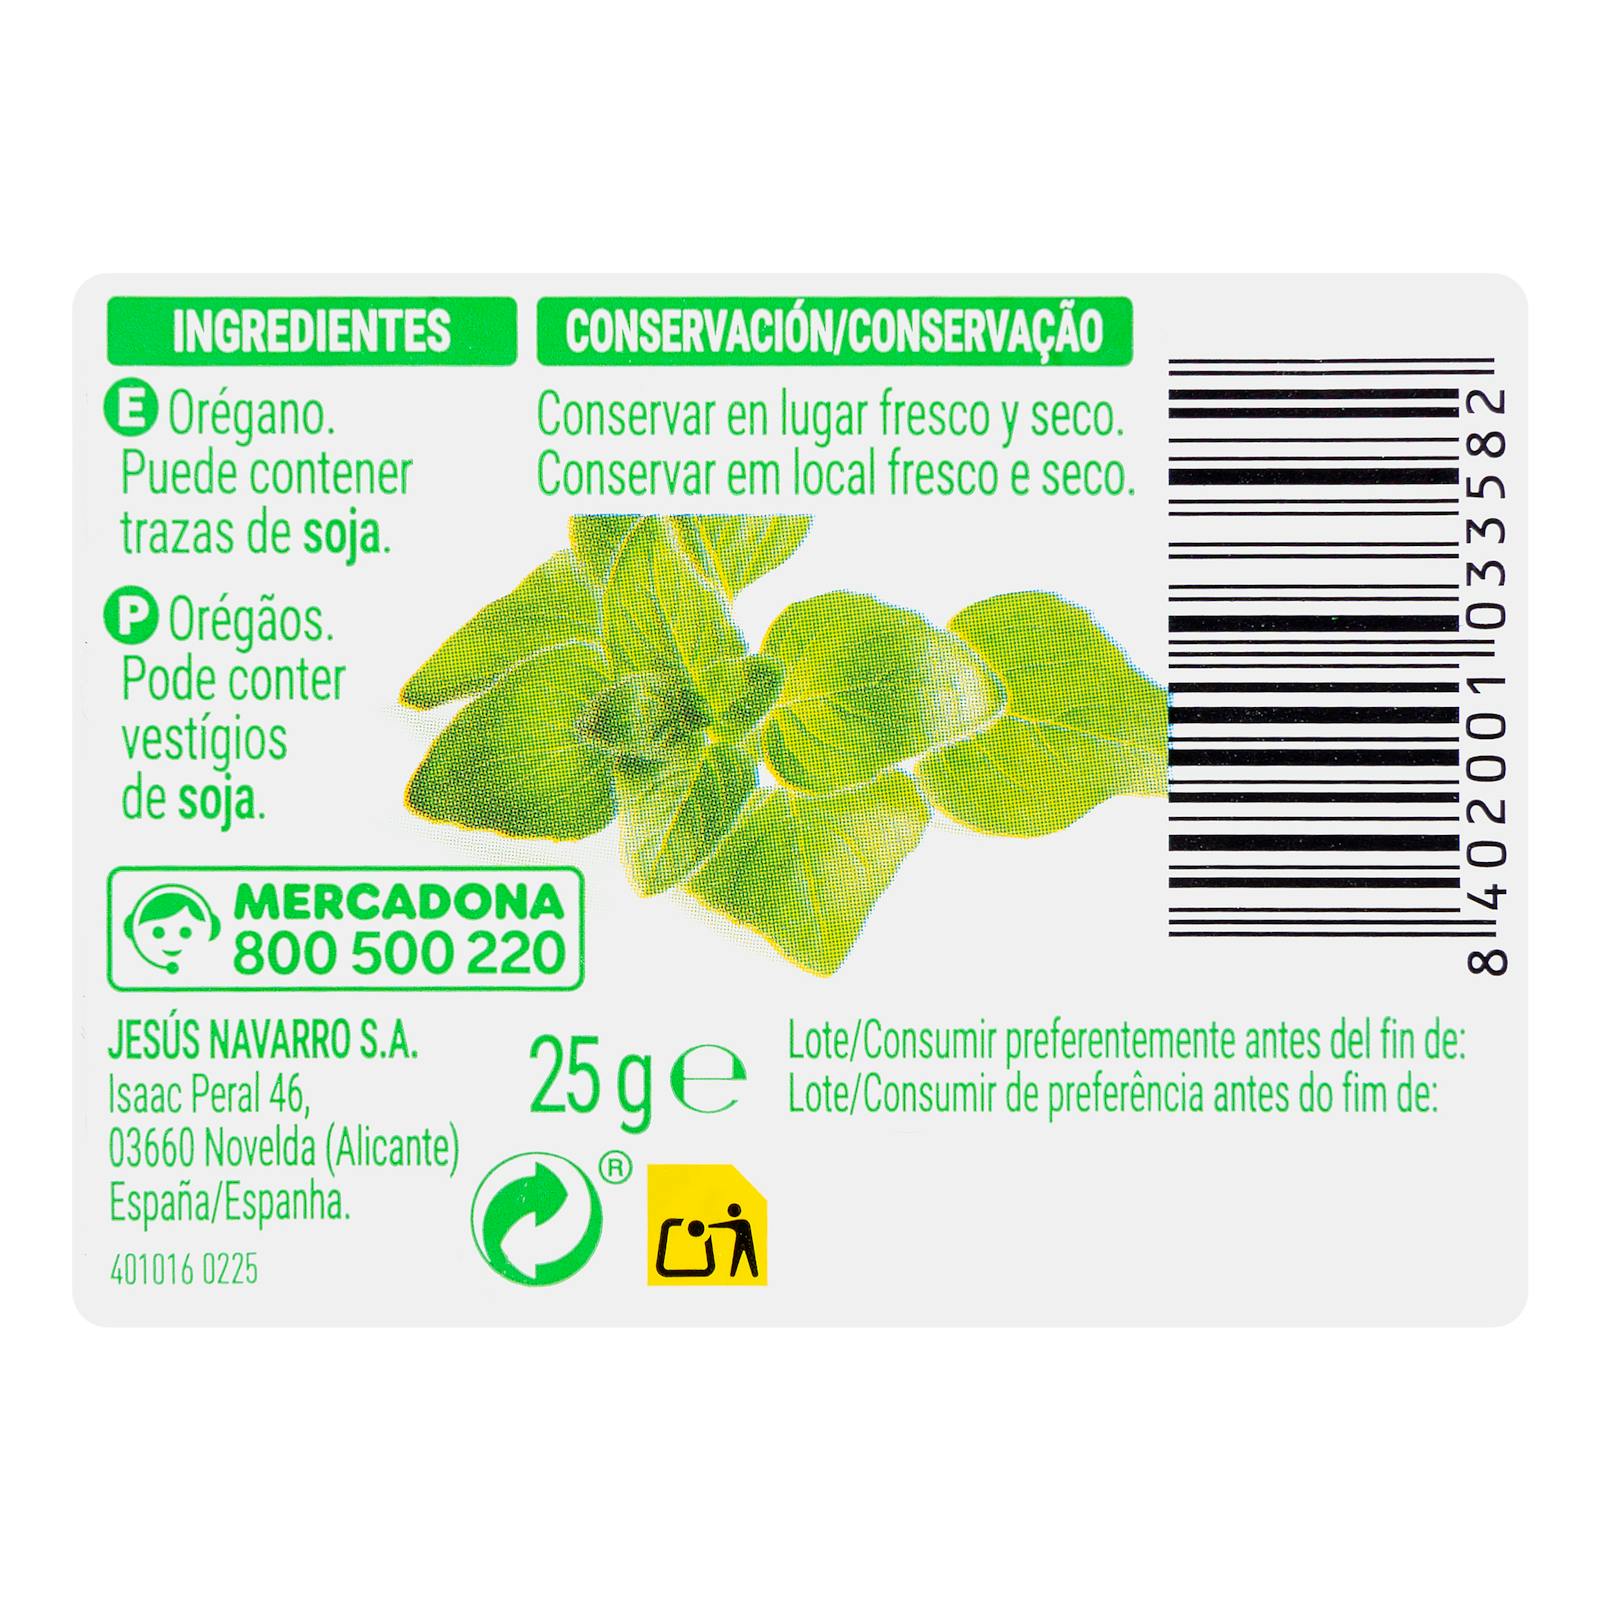 INGREDIENTES
E Orégano.
Puede contener
trazas de soja.
P Orégãos.
Pode conter
vestígios
de soja.
CONSERVACIÓN/CONSERVAÇÃO
Conservar en lugar fresco y seco.
Conservar em local fresco e seco.
8 402001 033582
MERCADONA
800 500 220
JESÚS NAVARRO S.A.
Isaac Peral 46,
03660 Novelda (Alicante)
España/Espanha.
401016 0225
25 g e
®
Lote/Consumir preferentemente antes del fin de:
Lote/Consumir de preferência antes do fim de: